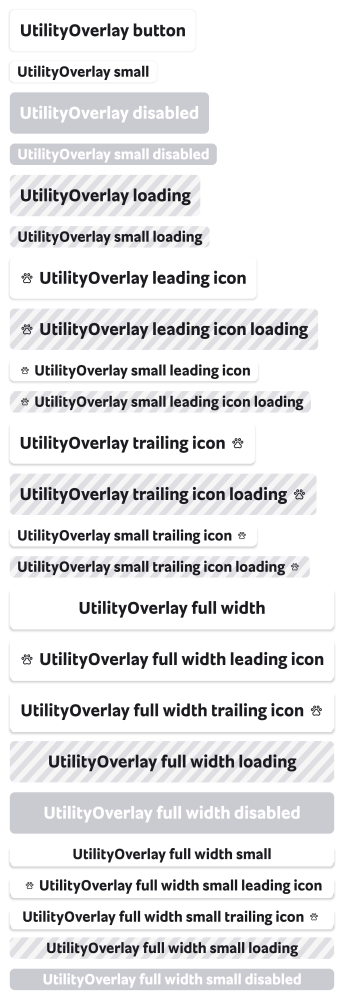 UtilityOverlay button
UtilityOverlay small
UtilityOverlay disabled
UtilityOverlay small disabled
UtilityOverlay loading
UtilityOverlay small loading
UtilityOverlay leading icon
UtilityOverlay leading icon loading
UtilityOverlay small leading icon
UtilityOverlay small leading icon loading
UtilityOverlay trailing icon
UtilityOverlay trailing icon loading
UtilityOverlay small trailing icon
UtilityOverlay small trailing icon loading
UtilityOverlay full width
UtilityOverlay full width leading icon
UtilityOverlay full width trailing icon
UtilityOverlay full width loading
UtilityOverlay full width disabled
UtilityOverlay full width small
UtilityOverlay full width small leading icon
UtilityOverlay full width small trailing icon
UtilityOverlay full width small loading
UtilityOverlay full width small disabled